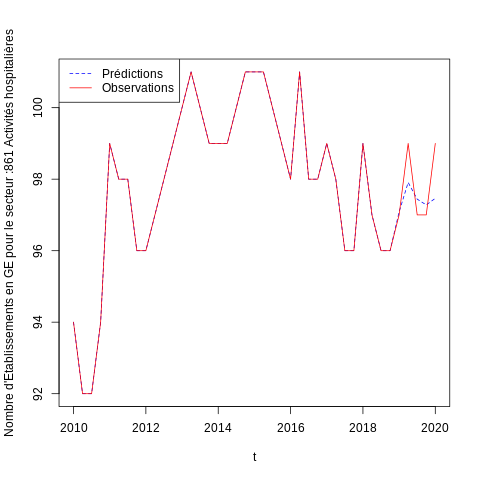 Nombre d'Etablissements en GE pour le secteur :861 Activités hospitalières
Prédictions
Observations
100
98
96
94
92
2010 2012 2014 2016 2018 2020
t